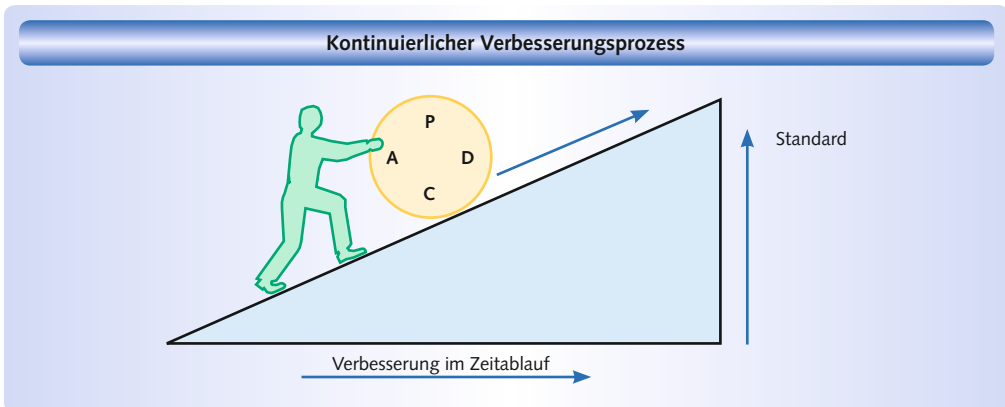 Kontinuierlicher Verbesserungsprozess
P
A D
C
Standard
Verbesserung im Zeitablauf